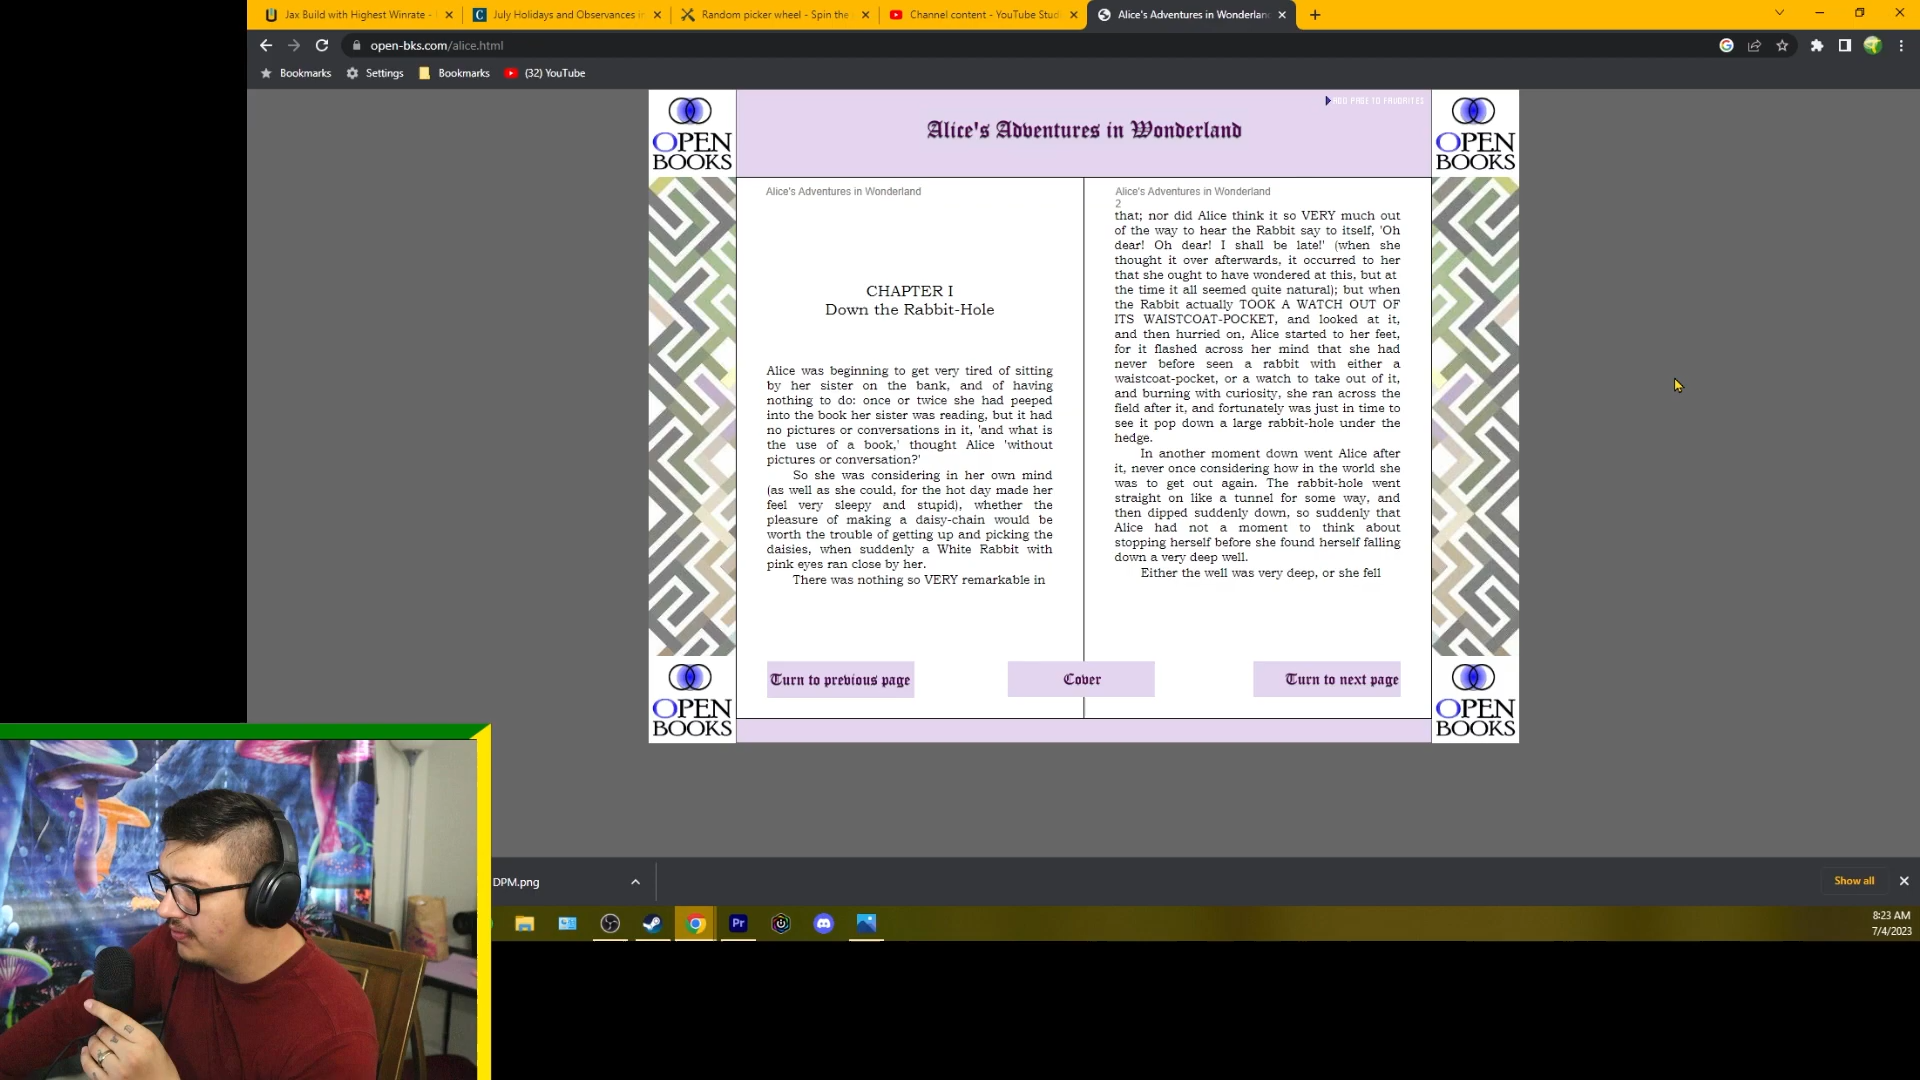 Jax Build with Highest Winrate -
July Holidays and Observances i
Random picker wheel - Spin the
Channel content - YouTube Stud
Alice's Adventures in Wonderlan
open-bks.com/alice.html
Bookmarks
Settings
Bookmarks
(32) YouTube
OPEN
BOOKS
ADD PAGE TO FAVORITES
Alice's Adventures in Wonderland
OPEN
BOOKS
Alice's Adventures in Wonderland
CHAPTER I
Down the Rabbit-Hole
Alice was beginning to get very tired of sitting
by her sister on the bank, and of having
nothing to do: once or twice she had peeped
into the book her sister was reading, but it had
no pictures or conversations in it, 'and what is
the use of a book,' thought Alice 'without
pictures or conversation?'
So she was considering in her own mind
(as well as she could, for the hot day made her
feel very sleepy and stupid), whether the
pleasure of making a daisy-chain would be
worth the trouble of getting up and picking the
daisies, when suddenly a White Rabbit with
pink eyes ran close by her.
There was nothing so VERY remarkable in
Alice's Adventures in Wonderland
2
that; nor did Alice think it so VERY much out
of the way to hear the Rabbit say to itself, 'Oh
dear! Oh dear! I shall be late!' (when she
thought it over afterwards, it occurred to her
that she ought to have wondered at this, but at
the time it all seemed quite natural); but when
the Rabbit actually TOOK A WATCH OUT OF
ITS WAISTCOAT-POCKET, and looked at it,
and then hurried on, Alice started to her feet,
for it flashed across her mind that she had
never before seen a rabbit with either a
waistcoat-pocket, or a watch to take out of it,
and burning with curiosity, she ran across the
field after it, and fortunately was just in time to
see it pop down a large rabbit-hole under the
hedge.
In another moment down went Alice after
it, never once considering how in the world she
was to get out again. The rabbit-hole went
straight on like a tunnel for some way, and
then dipped suddenly down, so suddenly that
Alice had not a moment to think about
stopping herself before she found herself falling
down a very deep well.
Either the well was very deep, or she fell
Turn to previous page
Cover
Turn to next page
OPEN
BOOKS
OPEN
BOOKS
DPM.png
Show all
Pr
8:23 AM
7/4/2023